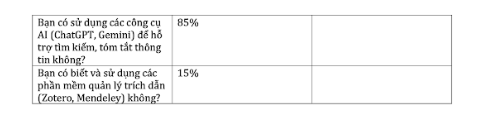 Bạn có sử dụng các công cụ 85%
AI (ChatGPT, Gemini) để hỗ
trợ tìm kiếm, tóm tắt thông
tin không?
Bạn có biết và sử dụng các 15%
phần mềm quản lý trích dẫn
(Zotero, Mendeley) không?